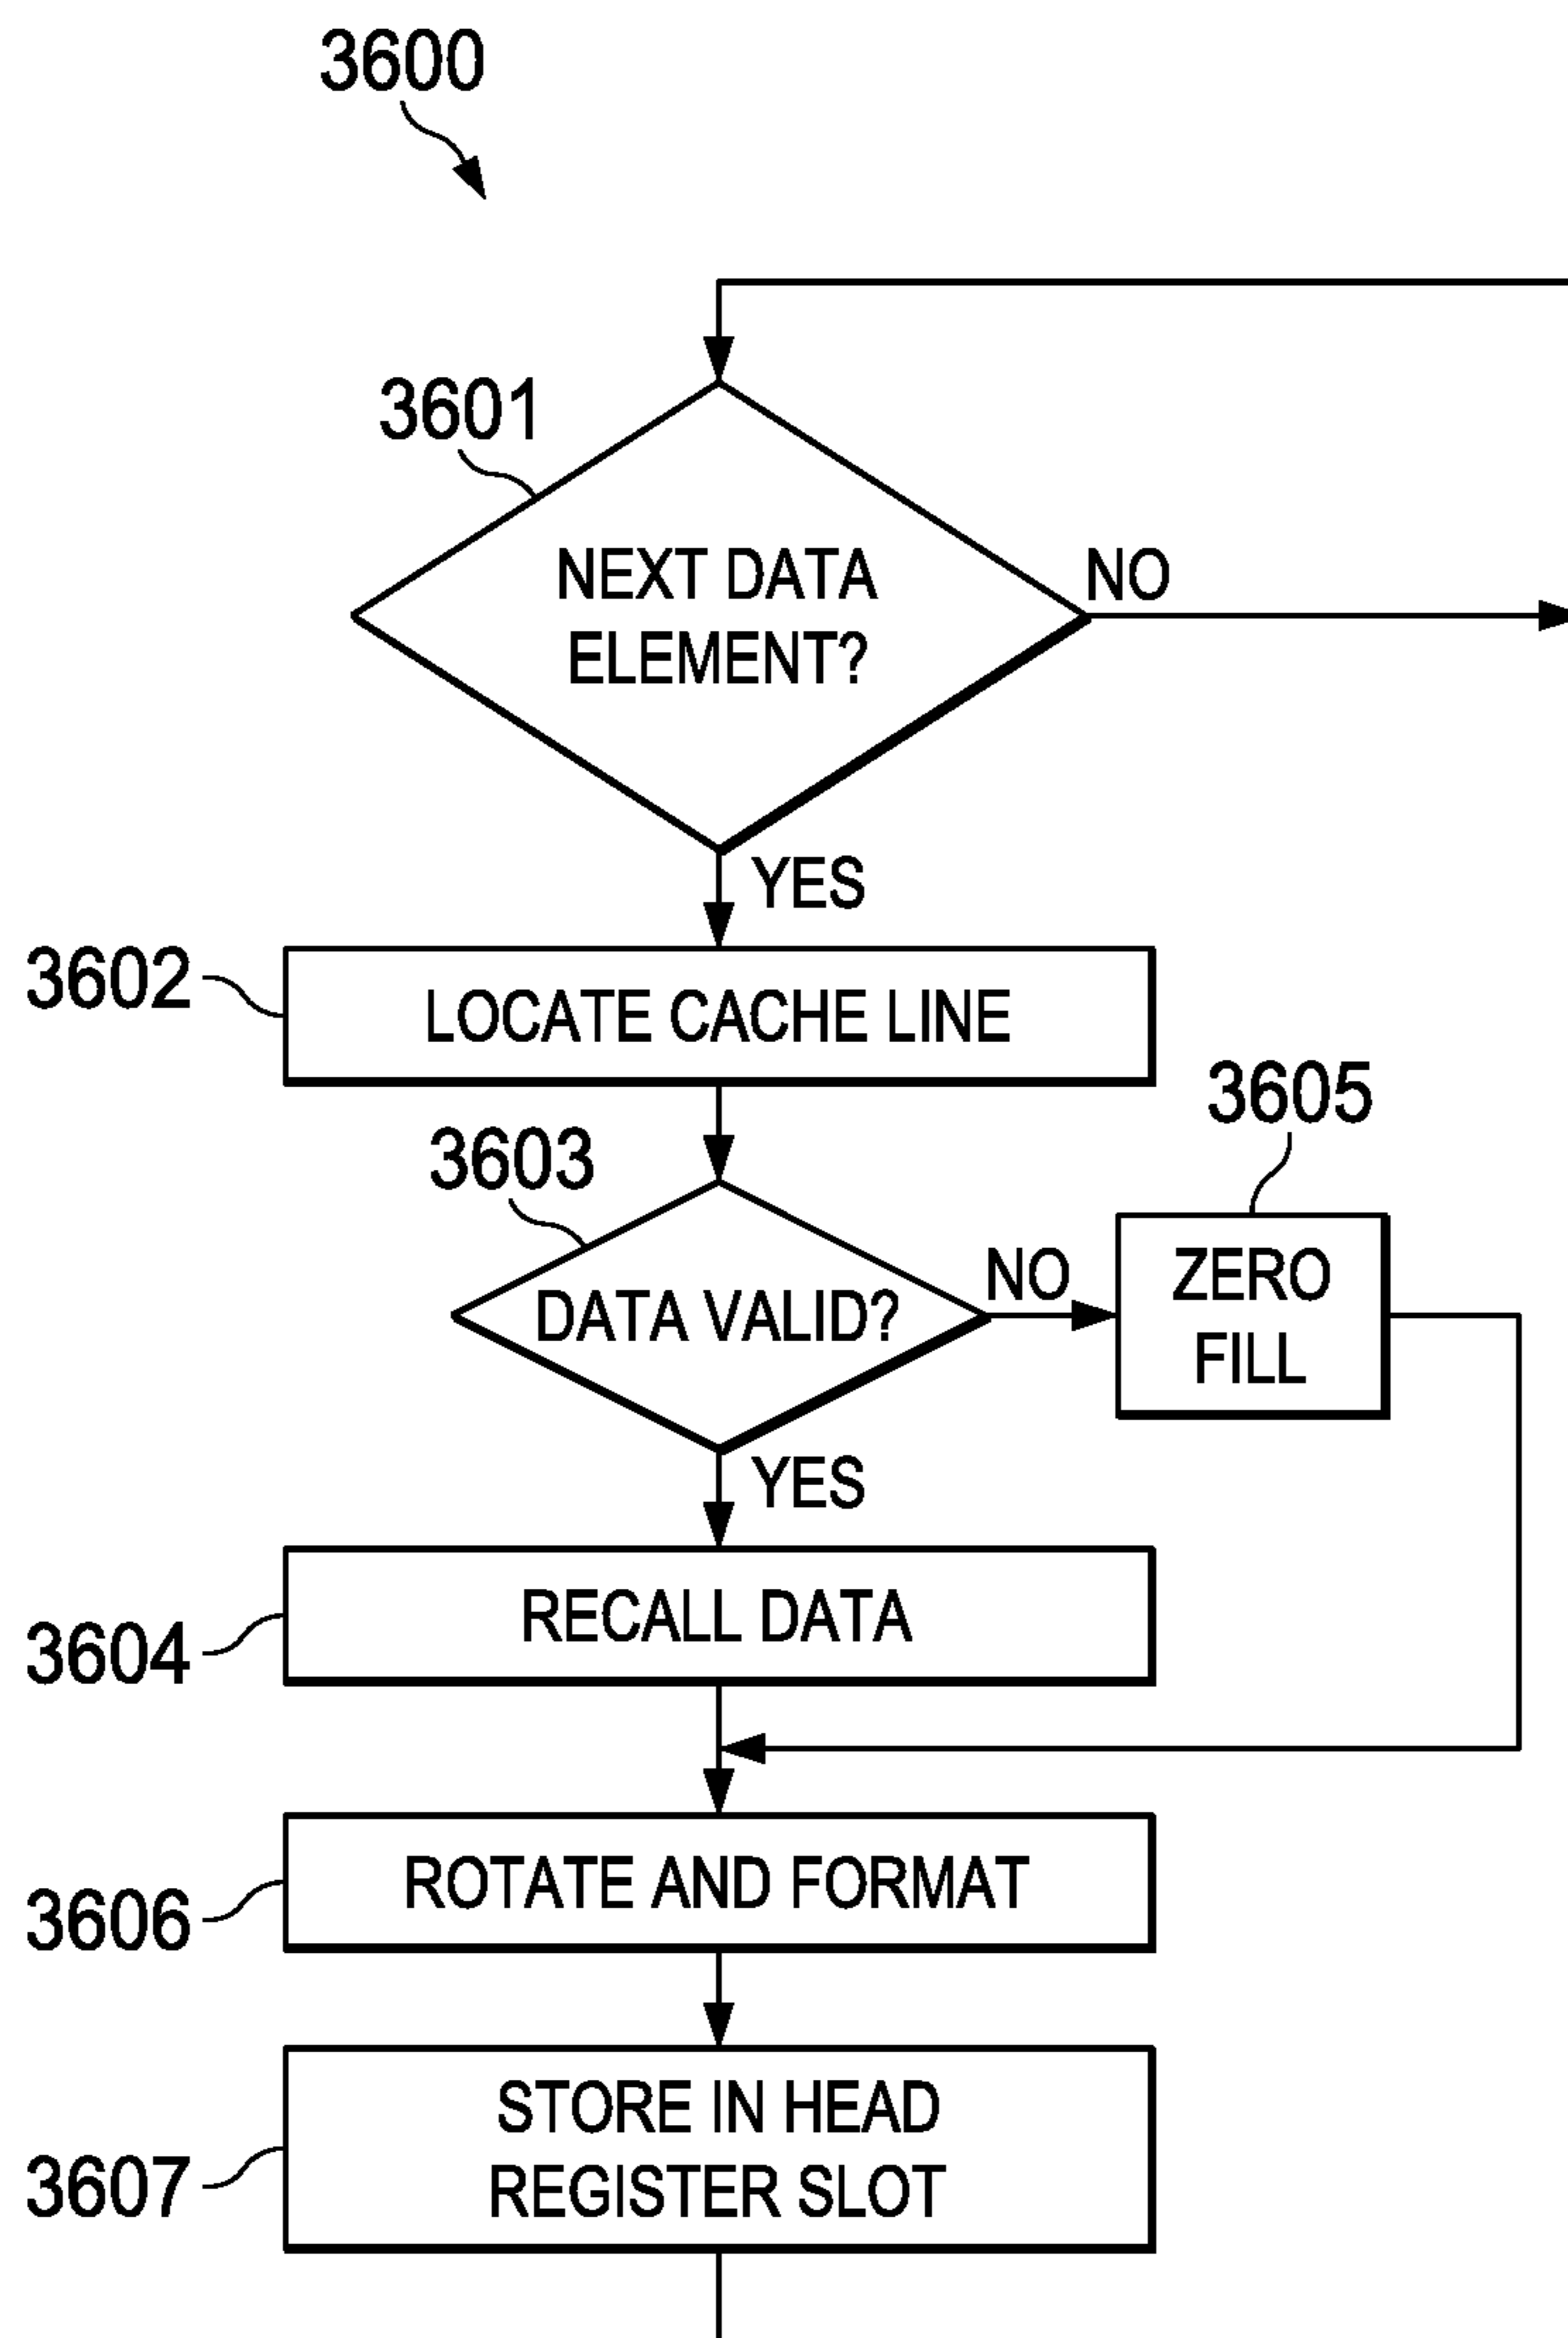 3600
3601
NEXT DATA
ELEMENT?
NO
YES
3602
LOCATE CACHE LINE
3605
3603
DATA VALID?
NO
ZERO
FILL
YES
RECALL DATA
3604
ROTATE AND FORMAT
3606
STORE IN HEAD
REGISTER SLOT
3607